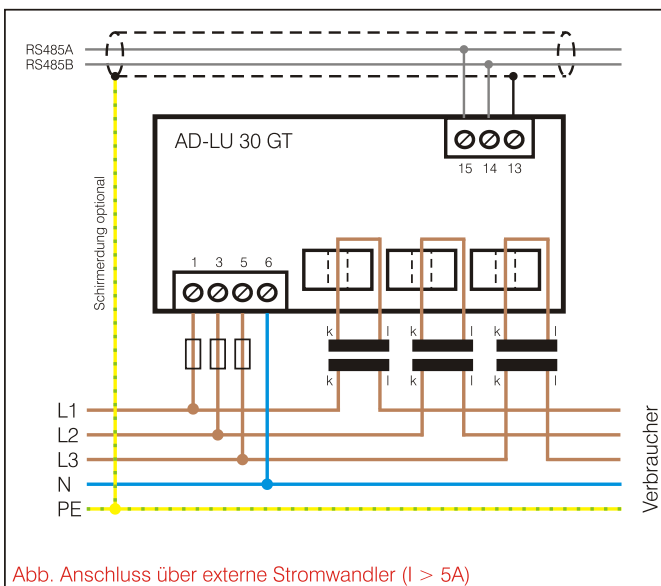 RS485A
RS485B
AD-LU 30 GT
15 14 13
Schirmerdung optional
1 3 5 6
k l k l k l
k l k l k l
L1
L2
L3
N
PE
Verbraucher
Abb. Anschluss über externe Stromwandler (I > 5A)